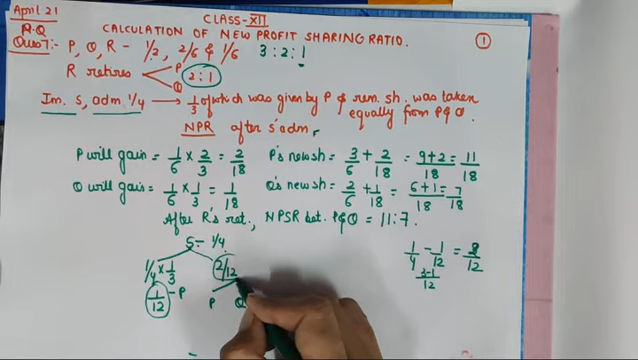 April 21
P.Q
CLASS-XII
CALCULATION OF NEW PROFIT SHARING RATIO.
1
Quest:- P, Q, R - 1/2, 2/6 & 1/6 3:2:1
R retires P 2:1
Q
Im. S, adm. 1/4 → 1/3 of which was given by P & rem. sh. was taken
equally from P & Q.
NPR after S'adm.
P will gain = 1/6 × 2/3 = 2/18 P's new sh = 3/6 + 2/18 = 9+2/18 = 11/18
Q will gain = 1/6 × 1/3 = 1/18 Q's new sh = 2/6 + 1/18 = 6+1/18 = 7/18
After R's ret., NPSR bet. P & Q = 11:7.
S - 1/4
1/4 × 1/3 2/12
1/12 - P P Q
1/4 - 1/12 = 2/12
3-1/12